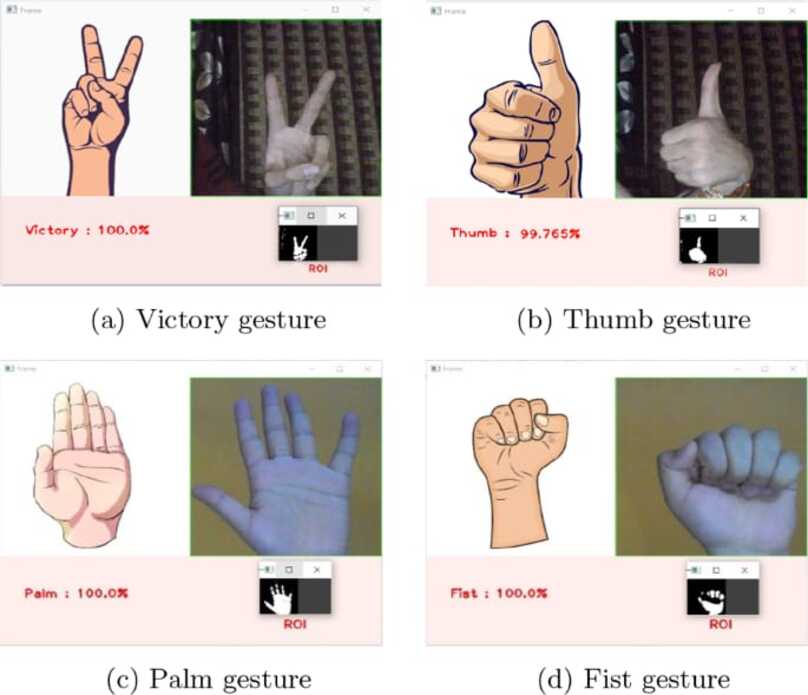 Frame
Frame
Victory : 100.0%
ROI
Thumb : 99.765%
ROI
(a) Victory gesture
(b) Thumb gesture
Frame
Frame
Palm : 100.0%
ROI
Fist : 100.0%
ROI
(c) Palm gesture
(d) Fist gesture